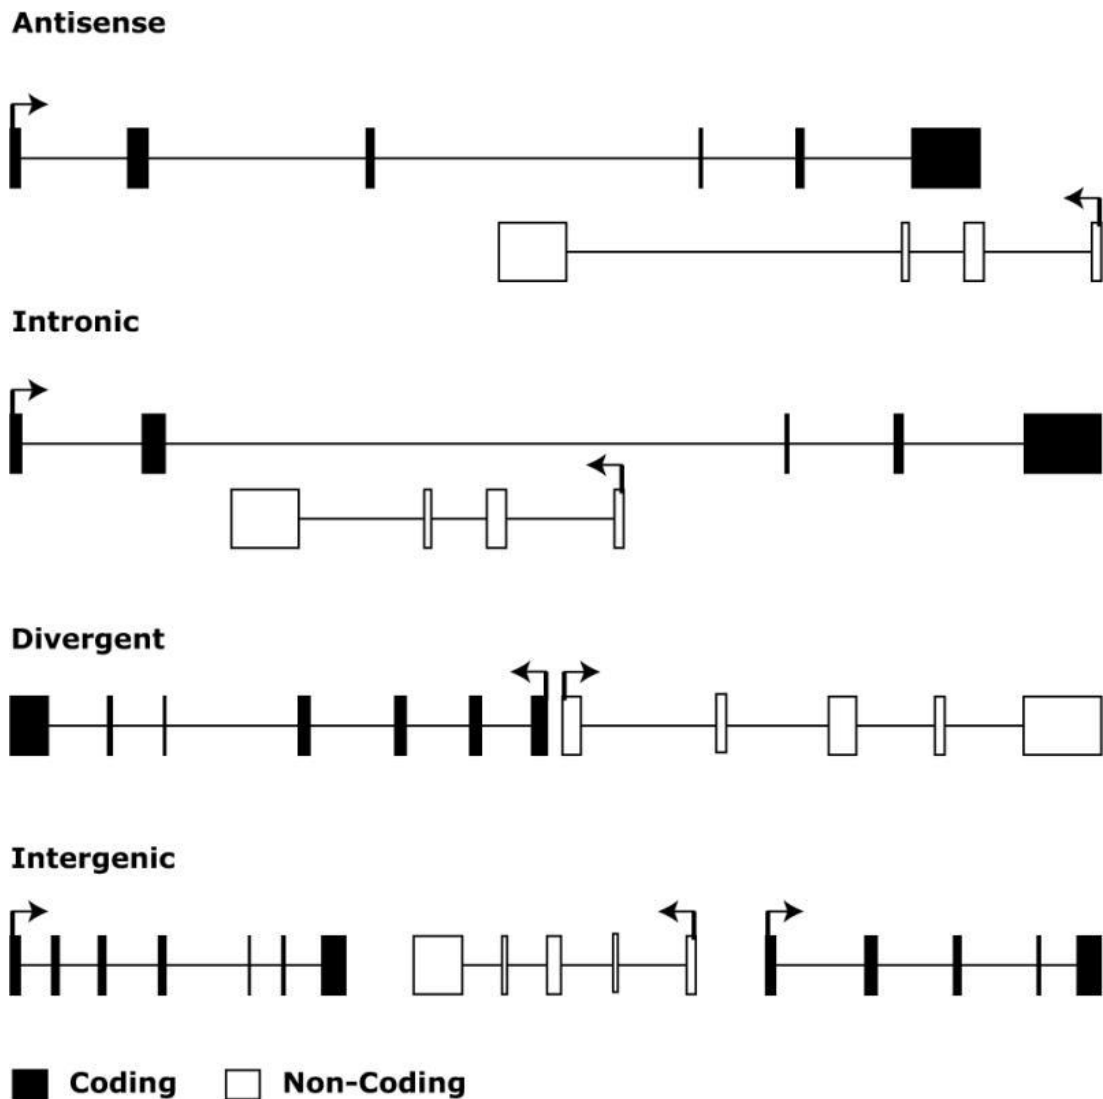 Antisense
Intronic
Divergent
Intergenic
Coding Non-Coding